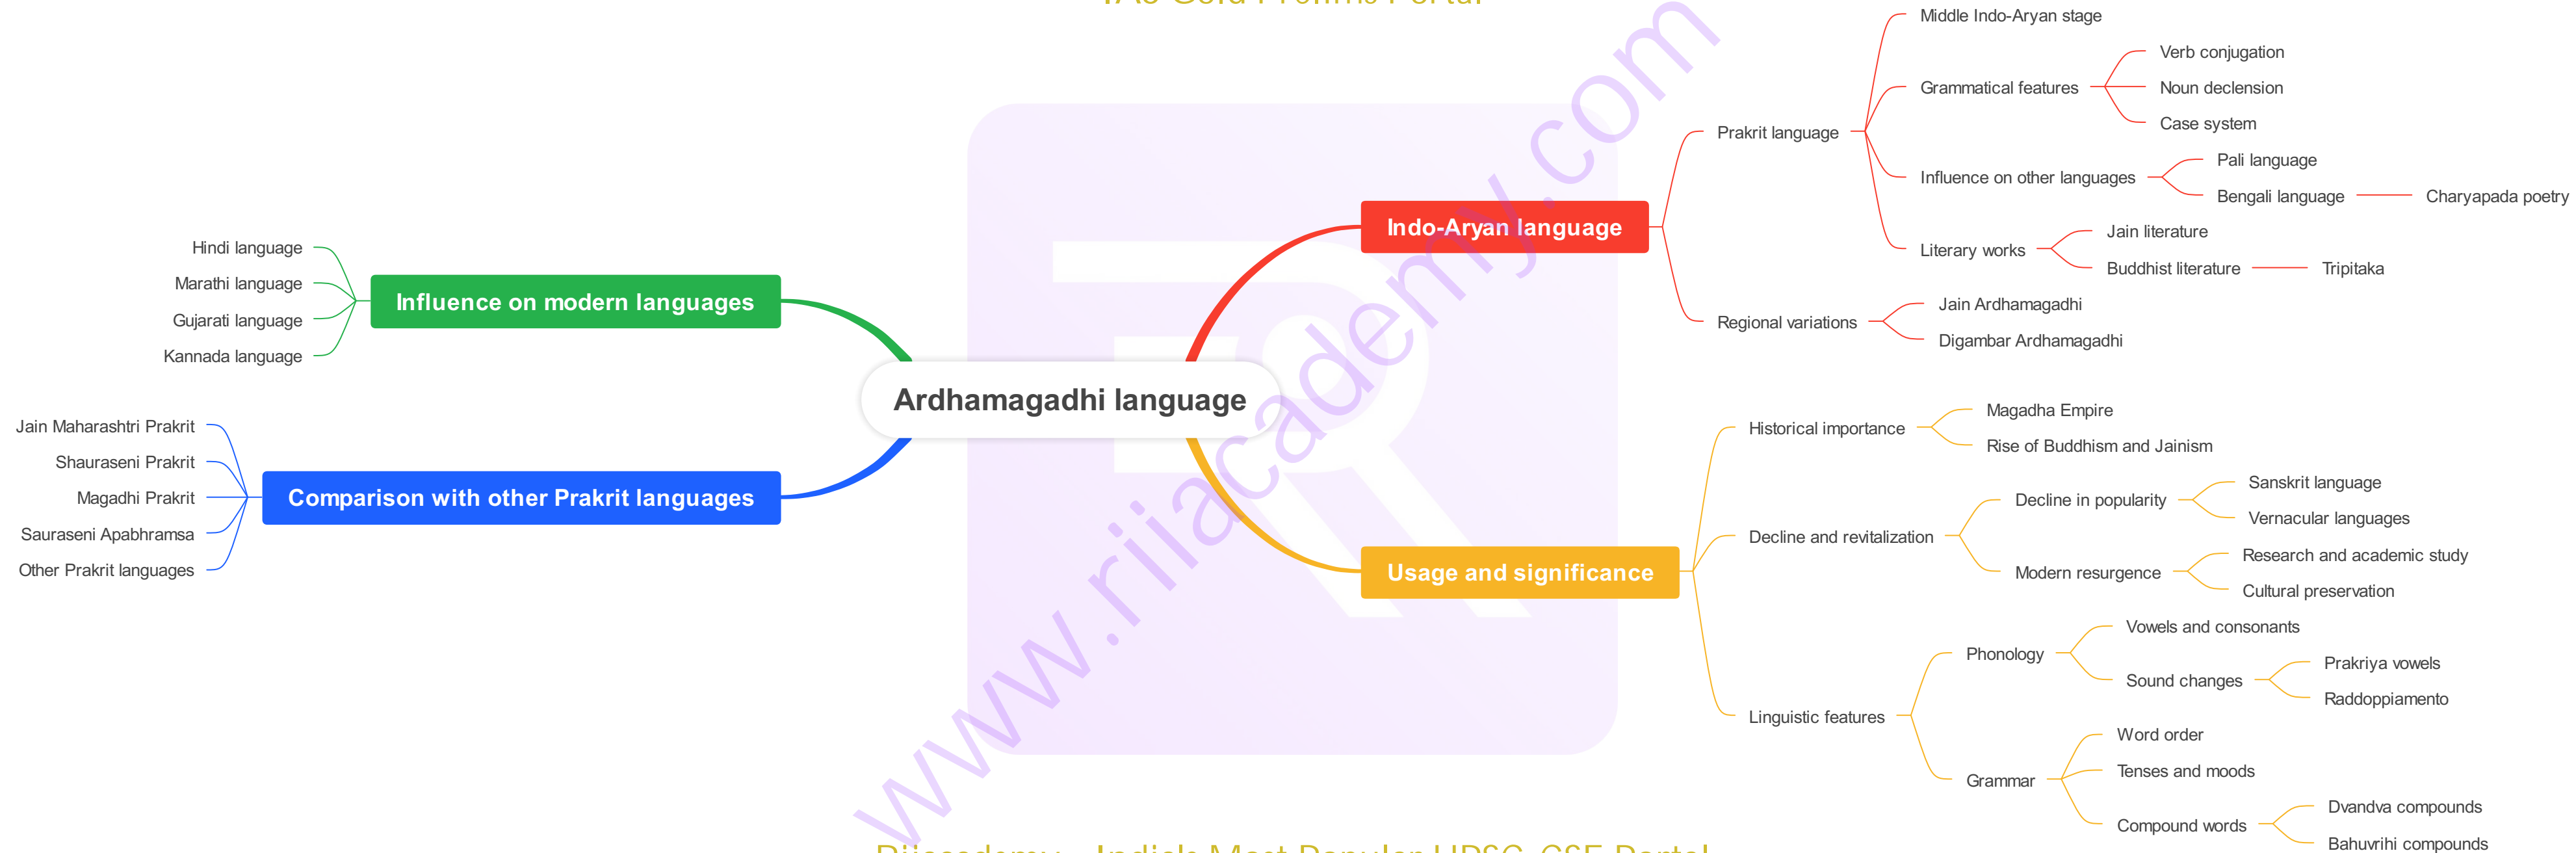 Middle Indo-Aryan stage
Verb conjugation
Grammatical features
Noun declension
Case system
Prakrit language
Pali language
Influence on other languages
Bengali language
Charyapada poetry
Jain literature
Literary works
Buddhist literature
Tripitaka
Indo-Aryan language
Jain Ardhamagadhi
Regional variations
Digambar Ardhamagadhi
Hindi language
Marathi language
Influence on modern languages
Gujarati language
Kannada language
Ardhamagadhi language
Jain Maharashtri Prakrit
Shauraseni Prakrit
Magadhi Prakrit
Comparison with other Prakrit languages
Sauraseni Apabhramsa
Other Prakrit languages
Magadha Empire
Historical importance
Rise of Buddhism and Jainism
Sanskrit language
Decline in popularity
Vernacular languages
Decline and revitalization
Research and academic study
Modern resurgence
Cultural preservation
Usage and significance
Vowels and consonants
Phonology
Prakriya vowels
Sound changes
Raddoppiamento
Linguistic features
Word order
Tenses and moods
Grammar
Dvandva compounds
Compound words
Bahuvrihi compounds
www.riiacademy.com